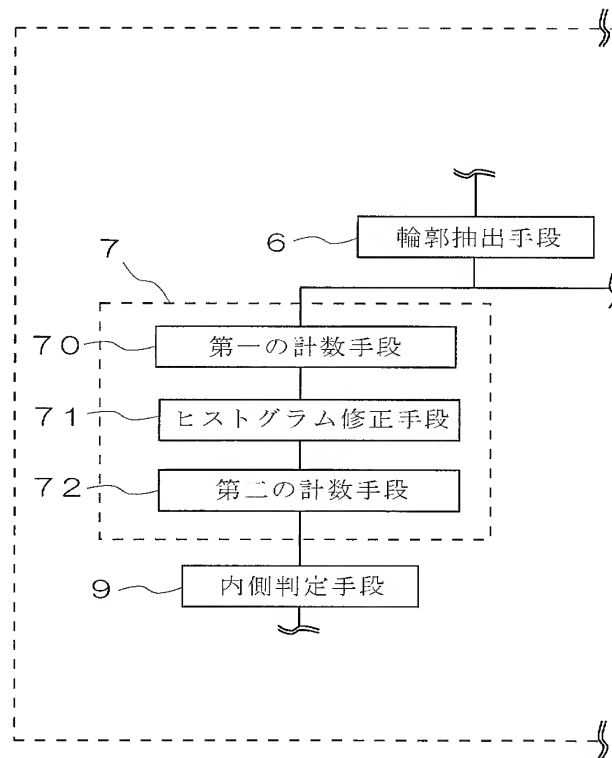 6 輪郭抽出手段
7
70 第一の計数手段
71 ヒストグラム修正手段
72 第二の計数手段
9 内側判定手段